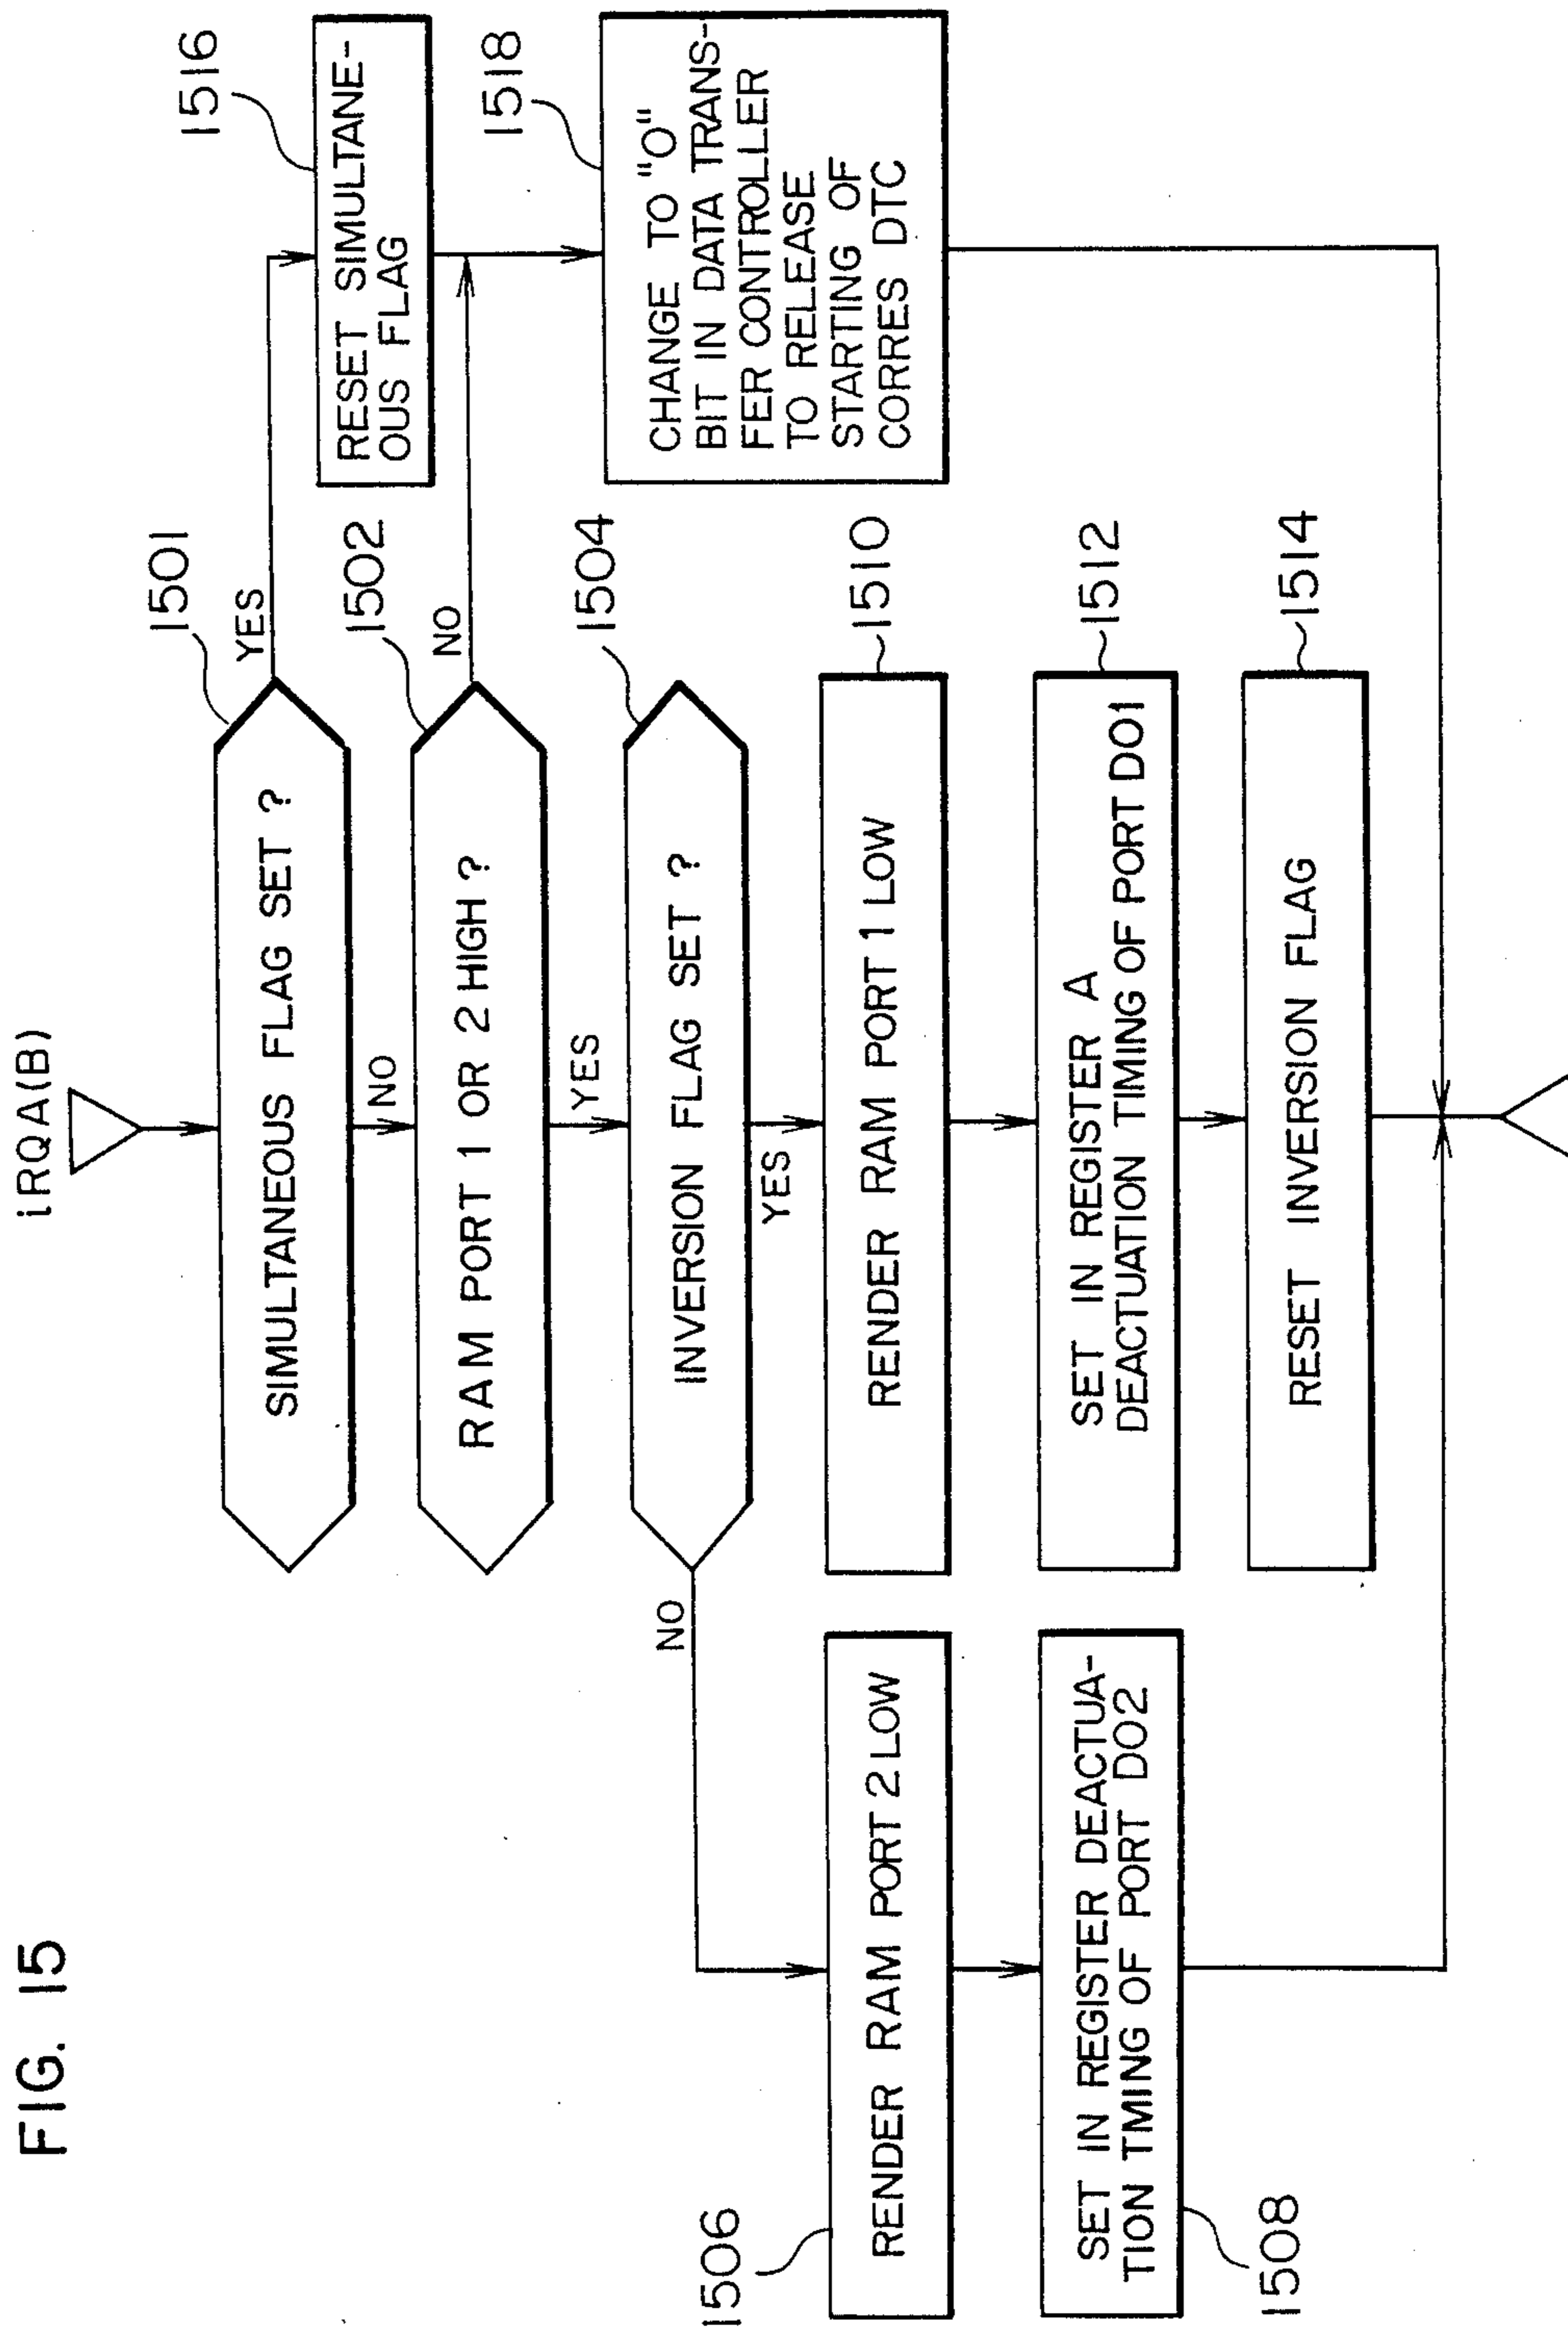 FIG. 15
iRQA(B)
1501
SIMULTANEOUS FLAG SET ?
YES
1516
RESET SIMULTANE-
OUS FLAG
NO
1502
RAM PORT 1 OR 2 HIGH ?
NO
YES
1504
INVERSION FLAG SET ?
1518
CHANGE TO "O"
BIT IN DATA TRANS-
FER CONTROLLER
TO RELEASE
STARTING OF
CORRES DTC
NO
YES
1506
RENDER RAM PORT 2 LOW
RENDER RAM PORT 1 LOW
1510
SET IN REGISTER DEACTUA-
TION TMING OF PORT DO2
1508
SET IN REGISTER A
DEACTUATION TIMING OF PORT DO1
1512
RESET INVERSION FLAG
1514